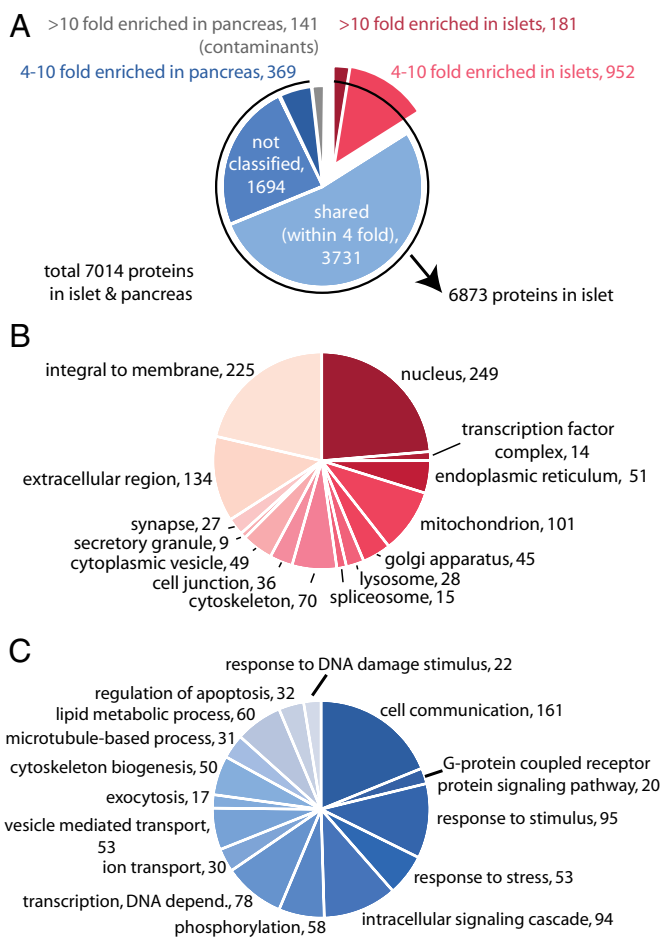 A
>10 fold enriched in pancreas, 141
(contaminants)
>10 fold enriched in islets, 181
4-10 fold enriched in pancreas, 369
4-10 fold enriched in islets, 952
not
classified,
1694
shared
(within 4 fold),
3731
total 7014 proteins
in islet & pancreas
6873 proteins in islet
B
integral to membrane, 225
nucleus, 249
transcription factor
complex, 14
extracellular region, 134
endoplasmic reticulum, 51
synapse, 27
mitochondrion, 101
secretory granule, 9
cytoplasmic vesicle, 49
golgi apparatus, 45
cell junction, 36
lysosome, 28
cytoskeleton, 70
spliceosome, 15
C
response to DNA damage stimulus, 22
regulation of apoptosis, 32
lipid metabolic process, 60
cell communication, 161
microtubule-based process, 31
G-protein coupled receptor
protein signaling pathway, 20
cytoskeleton biogenesis, 50
exocytosis, 17
response to stimulus, 95
vesicle mediated transport,
53
ion transport, 30
response to stress, 53
transcription, DNA depend., 78
intracellular signaling cascade, 94
phosphorylation, 58